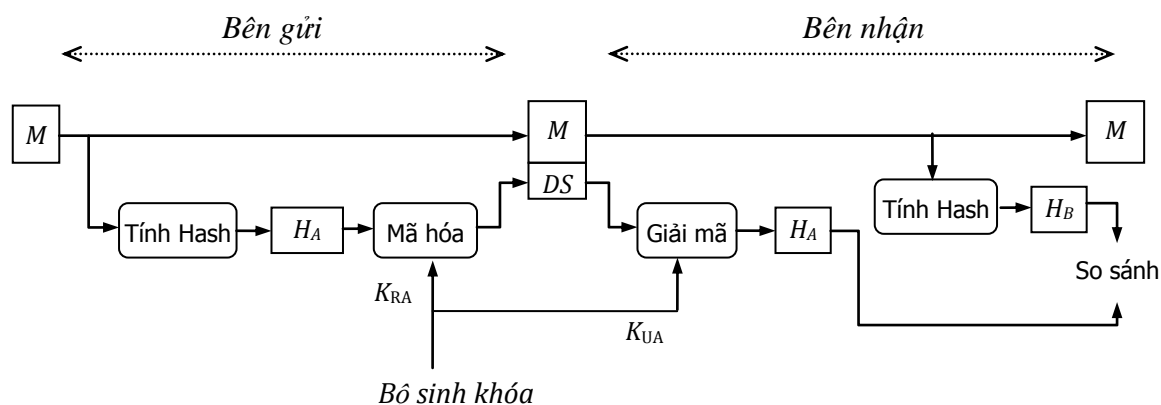 Bên gửi Bên nhận
M M M
DS
Tính Hash H_A Mã hóa Giải mã H_A Tính Hash H_B
So sánh
K_RA
K_UA
Bô sinh khóa